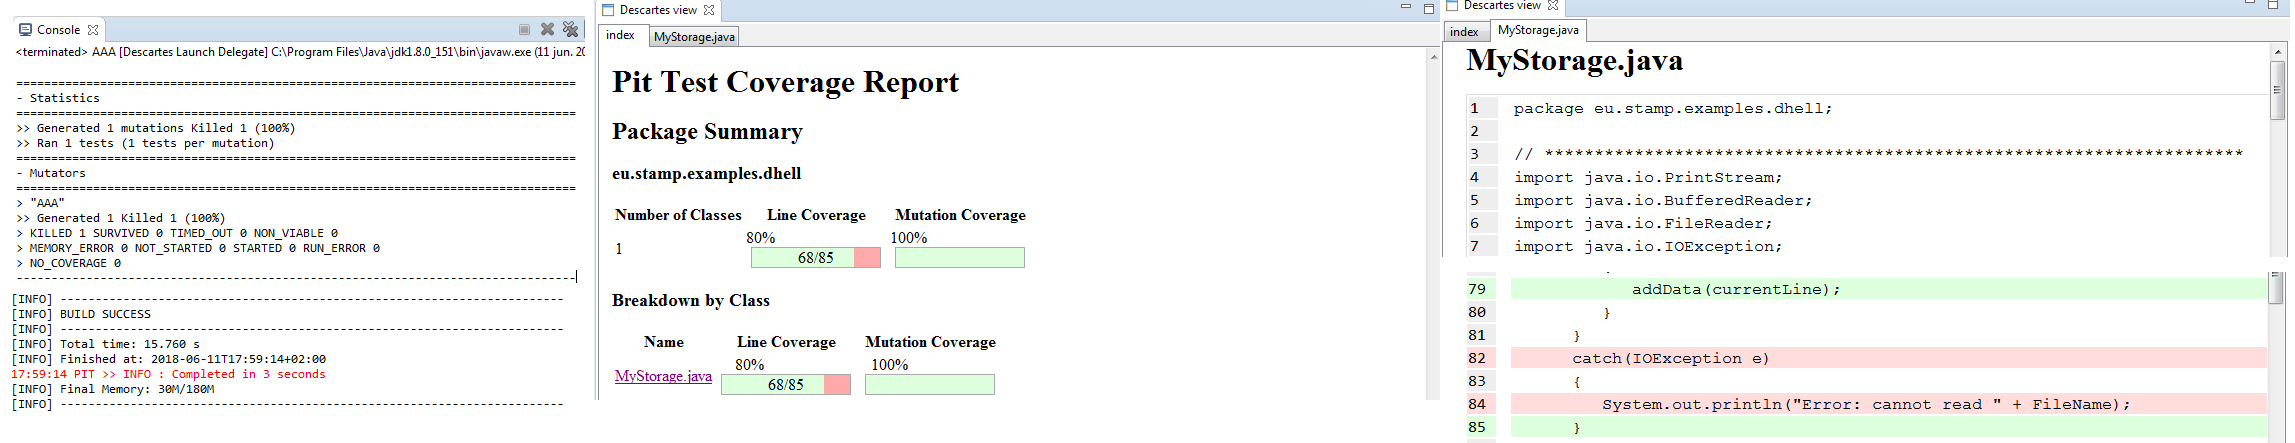 Console
<terminated> AAA [Descartes Launch Delegate] C:\Program Files\Java\jdk1.8.0_151\bin\javaw.exe (11 jun. 20
================================================================================
- Statistics
================================================================================
>> Generated 1 mutations Killed 1 (100%)
>> Ran 1 tests (1 tests per mutation)
================================================================================
- Mutators
================================================================================
> "AAA"
>> Generated 1 Killed 1 (100%)
> KILLED 1 SURVIVED 0 TIMED_OUT 0 NON_VIABLE 0
> MEMORY_ERROR 0 NOT_STARTED 0 STARTED 0 RUN_ERROR 0
> NO_COVERAGE 0
--------------------------------------------------------------------------------
[INFO] ------------------------------------------------------------------------
[INFO] BUILD SUCCESS
[INFO] ------------------------------------------------------------------------
[INFO] Total time: 15.760 s
[INFO] Finished at: 2018-06-11T17:59:14+02:00
17:59:14 PIT >> INFO : Completed in 3 seconds
[INFO] Final Memory: 30M/180M
[INFO] ------------------------------------------------------------------------
Descartes view
index MyStorage.java
Pit Test Coverage Report
Package Summary
eu.stamp.examples.dhell
Number of Classes Line Coverage Mutation Coverage
1 80% 68/85 100%
Breakdown by Class
Name Line Coverage Mutation Coverage
MyStorage.java 80% 68/85 100%
Descartes view
index MyStorage.java
MyStorage.java
1 package eu.stamp.examples.dhell;
2
3 // **********************************************************************
4 import java.io.PrintStream;
5 import java.io.BufferedReader;
6 import java.io.FileReader;
7 import java.io.IOException;
79 addData(currentLine);
80 }
81 }
82 catch(IOException e)
83 {
84 System.out.println("Error: cannot read " + FileName);
85 }